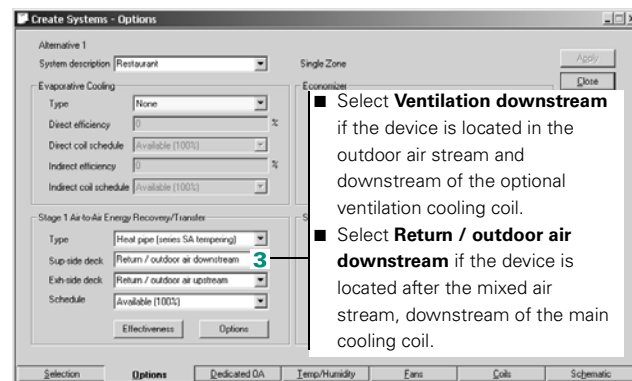 Create Systems - Options
Alternative 1
System description Restaurant
Single Zone
Apply
Close
Evaporative Cooling
Type None
Direct efficiency 0 %
Direct coil schedule Available (100%)
Indirect efficiency 0 %
Indirect coil schedule Available (100%)
Economizer
■ Select Ventilation downstream
if the device is located in the
outdoor air stream and
downstream of the optional
ventilation cooling coil.
■ Select Return / outdoor air
downstream if the device is
located after the mixed air
stream, downstream of the main
cooling coil.
Stage 1 Air-to-Air Energy Recovery/Transfer
Type Heat pipe (series SA tempering)
Sup-side deck Return / outdoor air downstream 3
Exh-side deck Return / outdoor air upstream
Schedule Available (100%)
Effectiveness Options
Selection Options Dedicated OA Temp/Humidity Fans Coils Schematic